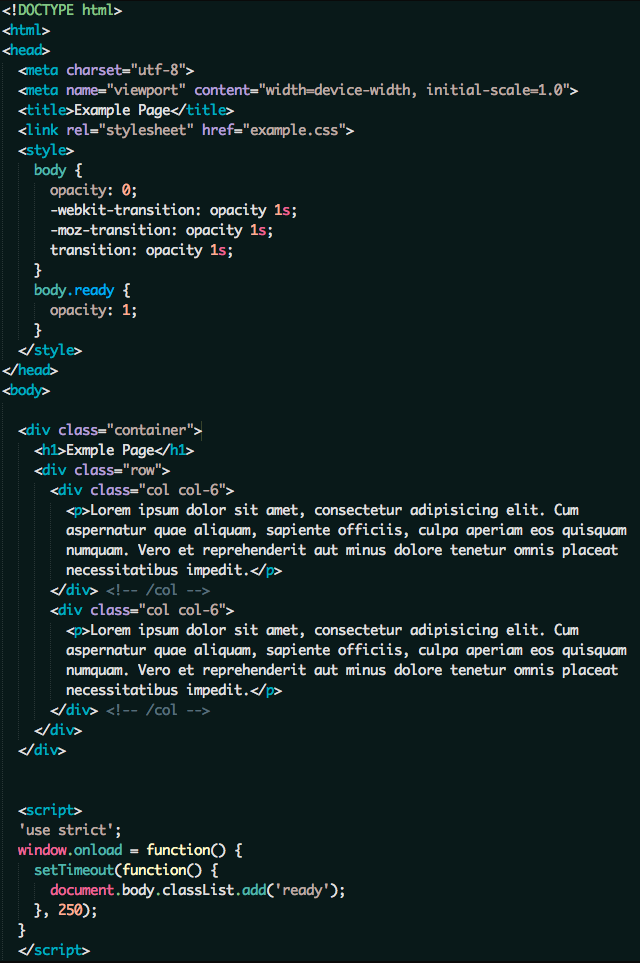 <!DOCTYPE html>
<html>
<head>
  <meta charset="utf-8">
  <meta name="viewport" content="width=device-width, initial-scale=1.0">
  <title>Example Page</title>
  <link rel="stylesheet" href="example.css">
  <style>
    body {
      opacity: 0;
      -webkit-transition: opacity 1s;
      -moz-transition: opacity 1s;
      transition: opacity 1s;
    }
    body.ready {
      opacity: 1;
    }
  </style>
</head>
<body>

  <div class="container">
    <h1>Exmple Page</h1>
    <div class="row">
      <div class="col col-6">
        <p>Lorem ipsum dolor sit amet, consectetur adipisicing elit. Cum
        aspernatur quae aliquam, sapiente officiis, culpa aperiam eos quisquam
        numquam. Vero et reprehenderit aut minus dolore tenetur omnis placeat
        necessitatibus impedit.</p>
      </div> <!-- /col -->
      <div class="col col-6">
        <p>Lorem ipsum dolor sit amet, consectetur adipisicing elit. Cum
        aspernatur quae aliquam, sapiente officiis, culpa aperiam eos quisquam
        numquam. Vero et reprehenderit aut minus dolore tenetur omnis placeat
        necessitatibus impedit.</p>
      </div> <!-- /col -->
    </div>
  </div>


  <script>
  'use strict';
  window.onload = function() {
    setTimeout(function() {
      document.body.classList.add('ready');
    }, 250);
  }
  </script>